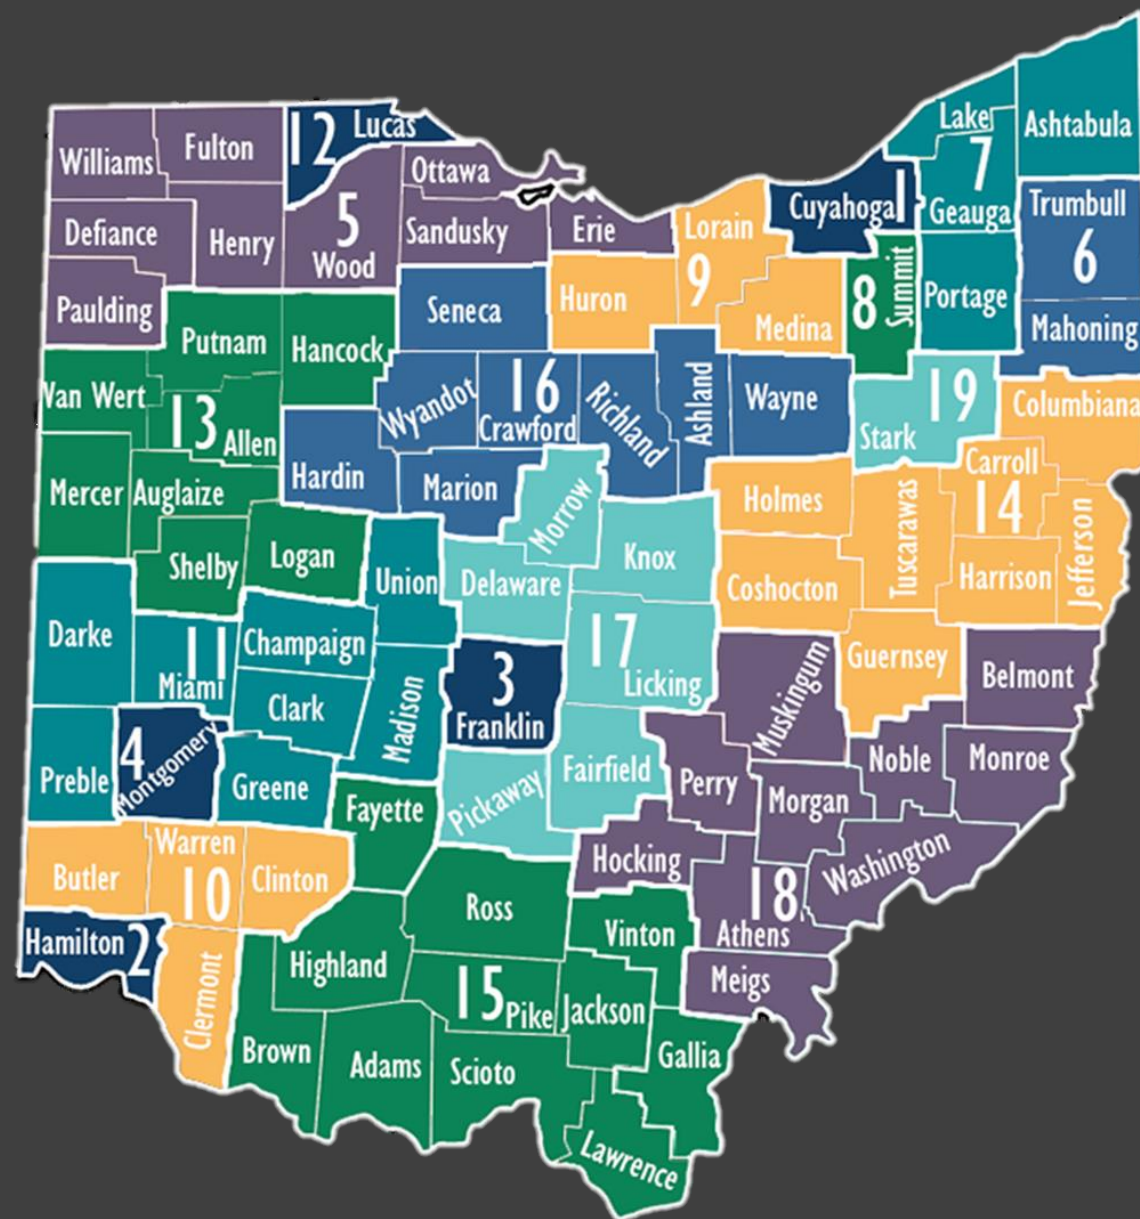 Lake
Ashtabula
12
Lucas
Fulton
Williams
7
Ottawa
Trumbull
Cuyahoga
1
Geauga
5
Lorain
Defiance
Henry
Sandusky
Erie
6
Wood
9
8
Summit
Portage
Paulding
Seneca
Huron
Medina
Mahoning
Putnam
Hancock
Van Wert
16
Wayne
19
Wyandot
Crawford
Richland
Ashland
Columbiana
13
Allen
Stark
Carroll
Hardin
Marion
Mercer
Auglaize
Holmes
14
Morrow
Tuscarawas
Jefferson
Logan
Knox
Shelby
Union
Delaware
Coshocton
Harrison
Darke
Champaign
17
11
3
Guernsey
Miami
Licking
Muskingum
Belmont
Clark
Madison
Franklin
4
Montgomery
Preble
Greene
Fairfield
Perry
Noble
Monroe
Fayette
Pickaway
Morgan
Warren
Hocking
Washington
Butler
10
Clinton
18
Ross
Hamilton
2
Vinton
Athens
Highland
Clermont
15
Pike
Jackson
Meigs
Brown
Adams
Scioto
Gallia
Lawrence